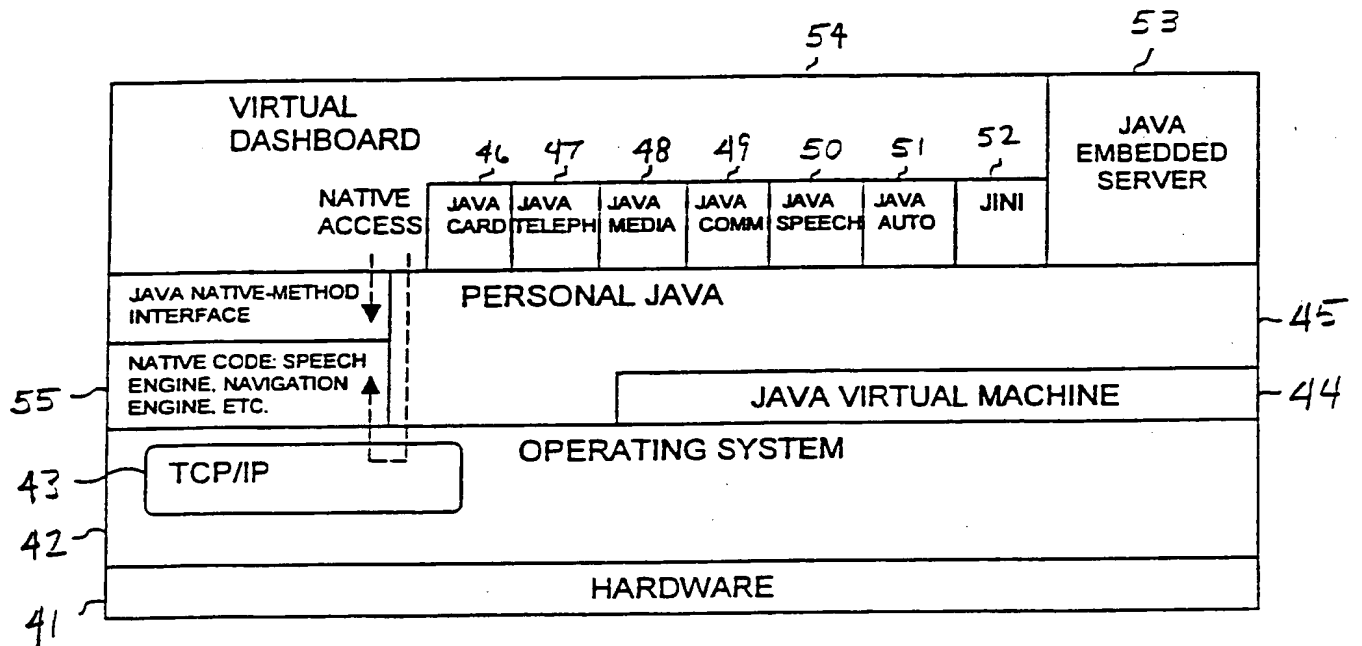 53
54
VIRTUAL
DASHBOARD
JAVA
EMBEDDED
SERVER
46
47
48
49
50
51
52
NATIVE
ACCESS
JAVA
CARD
JAVA
TELEPH
JAVA
MEDIA
JAVA
COMM
JAVA
SPEECH
JAVA
AUTO
JINI
JAVA NATIVE-METHOD
INTERFACE
PERSONAL JAVA
45
NATIVE CODE: SPEECH
ENGINE, NAVIGATION
ENGINE, ETC.
55
JAVA VIRTUAL MACHINE
44
OPERATING SYSTEM
TCP/IP
43
42
HARDWARE
41